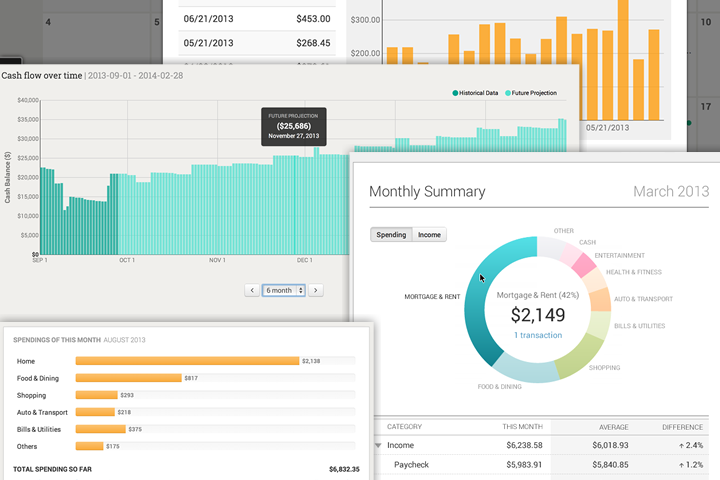 4
5
10
17
06/21/2013 $453.00
05/21/2013 $268.45
$300.00
$200.00
05/21/2013
Cash flow over time | 2013-09-01 - 2014-02-28
Historical Data
Future Projection
$40,000
$35,000
$30,000
$25,000
$20,000
$15,000
$10,000
$5,000
$0
Cash Balance ($)
FUTURE PROJECTION
($25,686)
November 27, 2013
SEP 1
OCT 1
NOV 1
DEC 1
6 month
Monthly Summary March 2013
Spending Income
OTHER
CASH
ENTERTAINMENT
HEALTH & FITNESS
AUTO & TRANSPORT
BILLS & UTILITIES
SHOPPING
FOOD & DINING
MORTGAGE & RENT
Mortgage & Rent (42%)
$2,149
1 transaction
CATEGORY THIS MONTH AVERAGE DIFFERENCE
Income $6,238.58 $6,018.93 2.4%
Paycheck $5,983.91 $5,840.85 1.2%
SPENDINGS OF THIS MONTH AUGUST 2013
Home $2,138
Food & Dining $817
Shopping $293
Auto & Transport $218
Bills & Utilities $375
Others $175
TOTAL SPENDING SO FAR $6,832.35